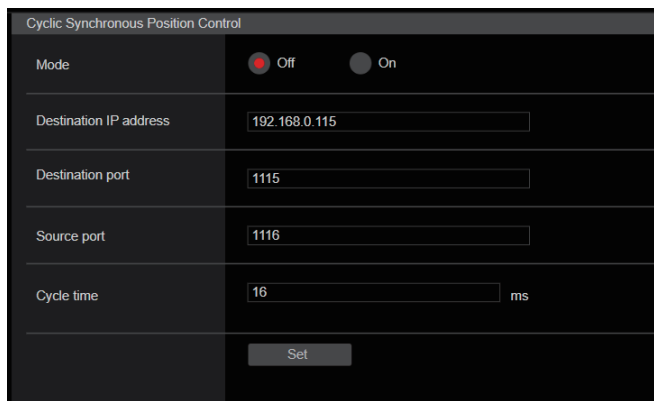 Cyclic Synchronous Position Control
Mode Off On
Destination IP address 192.168.0.115
Destination port 1115
Source port 1116
Cycle time 16 ms
Set